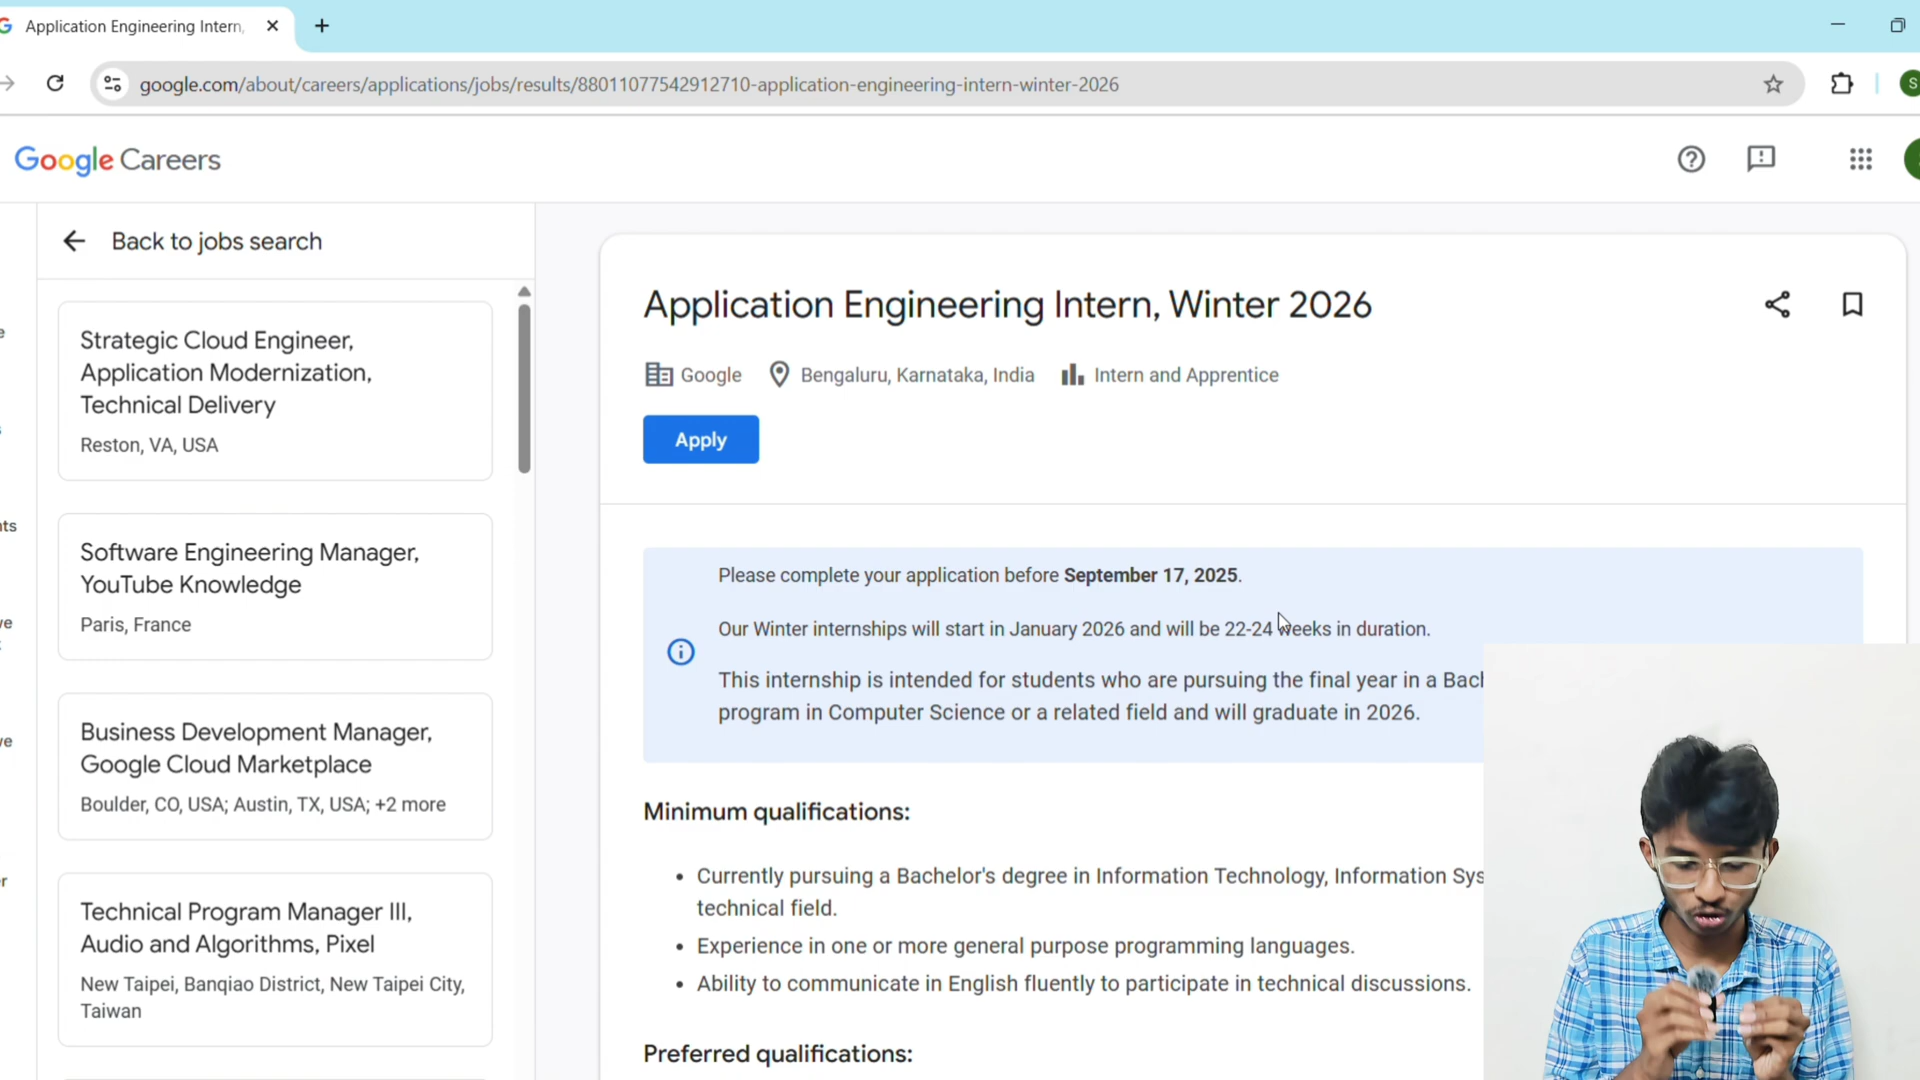 Application Engineering Intern,
google.com/about/careers/applications/jobs/results/88011077542912710-application-engineering-intern-winter-2026
S
Google Careers
Back to jobs search
Strategic Cloud Engineer,
Application Modernization,
Technical Delivery
Reston, VA, USA
Software Engineering Manager,
YouTube Knowledge
Paris, France
Business Development Manager,
Google Cloud Marketplace
Boulder, CO, USA; Austin, TX, USA; +2 more
Technical Program Manager III,
Audio and Algorithms, Pixel
New Taipei, Banqiao District, New Taipei City,
Taiwan
Application Engineering Intern, Winter 2026
Google Bengaluru, Karnataka, India Intern and Apprentice
Apply
Please complete your application before September 17, 2025.
Our Winter internships will start in January 2026 and will be 22-24 weeks in duration.
This internship is intended for students who are pursuing the final year in a Bach
program in Computer Science or a related field and will graduate in 2026.
Minimum qualifications:
• Currently pursuing a Bachelor's degree in Information Technology, Information Sys
technical field.
• Experience in one or more general purpose programming languages.
• Ability to communicate in English fluently to participate in technical discussions.
Preferred qualifications: